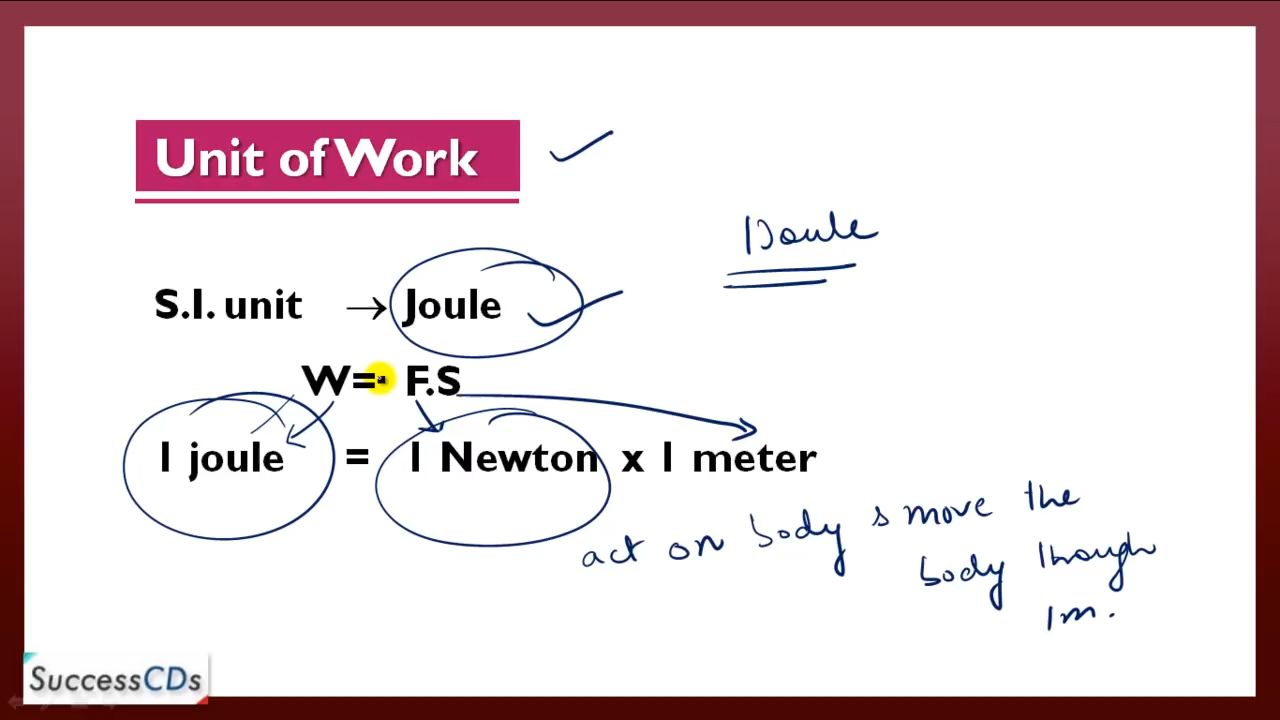 Unit of Work
Joule
S.I. unit → Joule
W= F.S
1 joule = 1 Newton x 1 meter
act on body & move the
body though
1m.
SuccessCDs